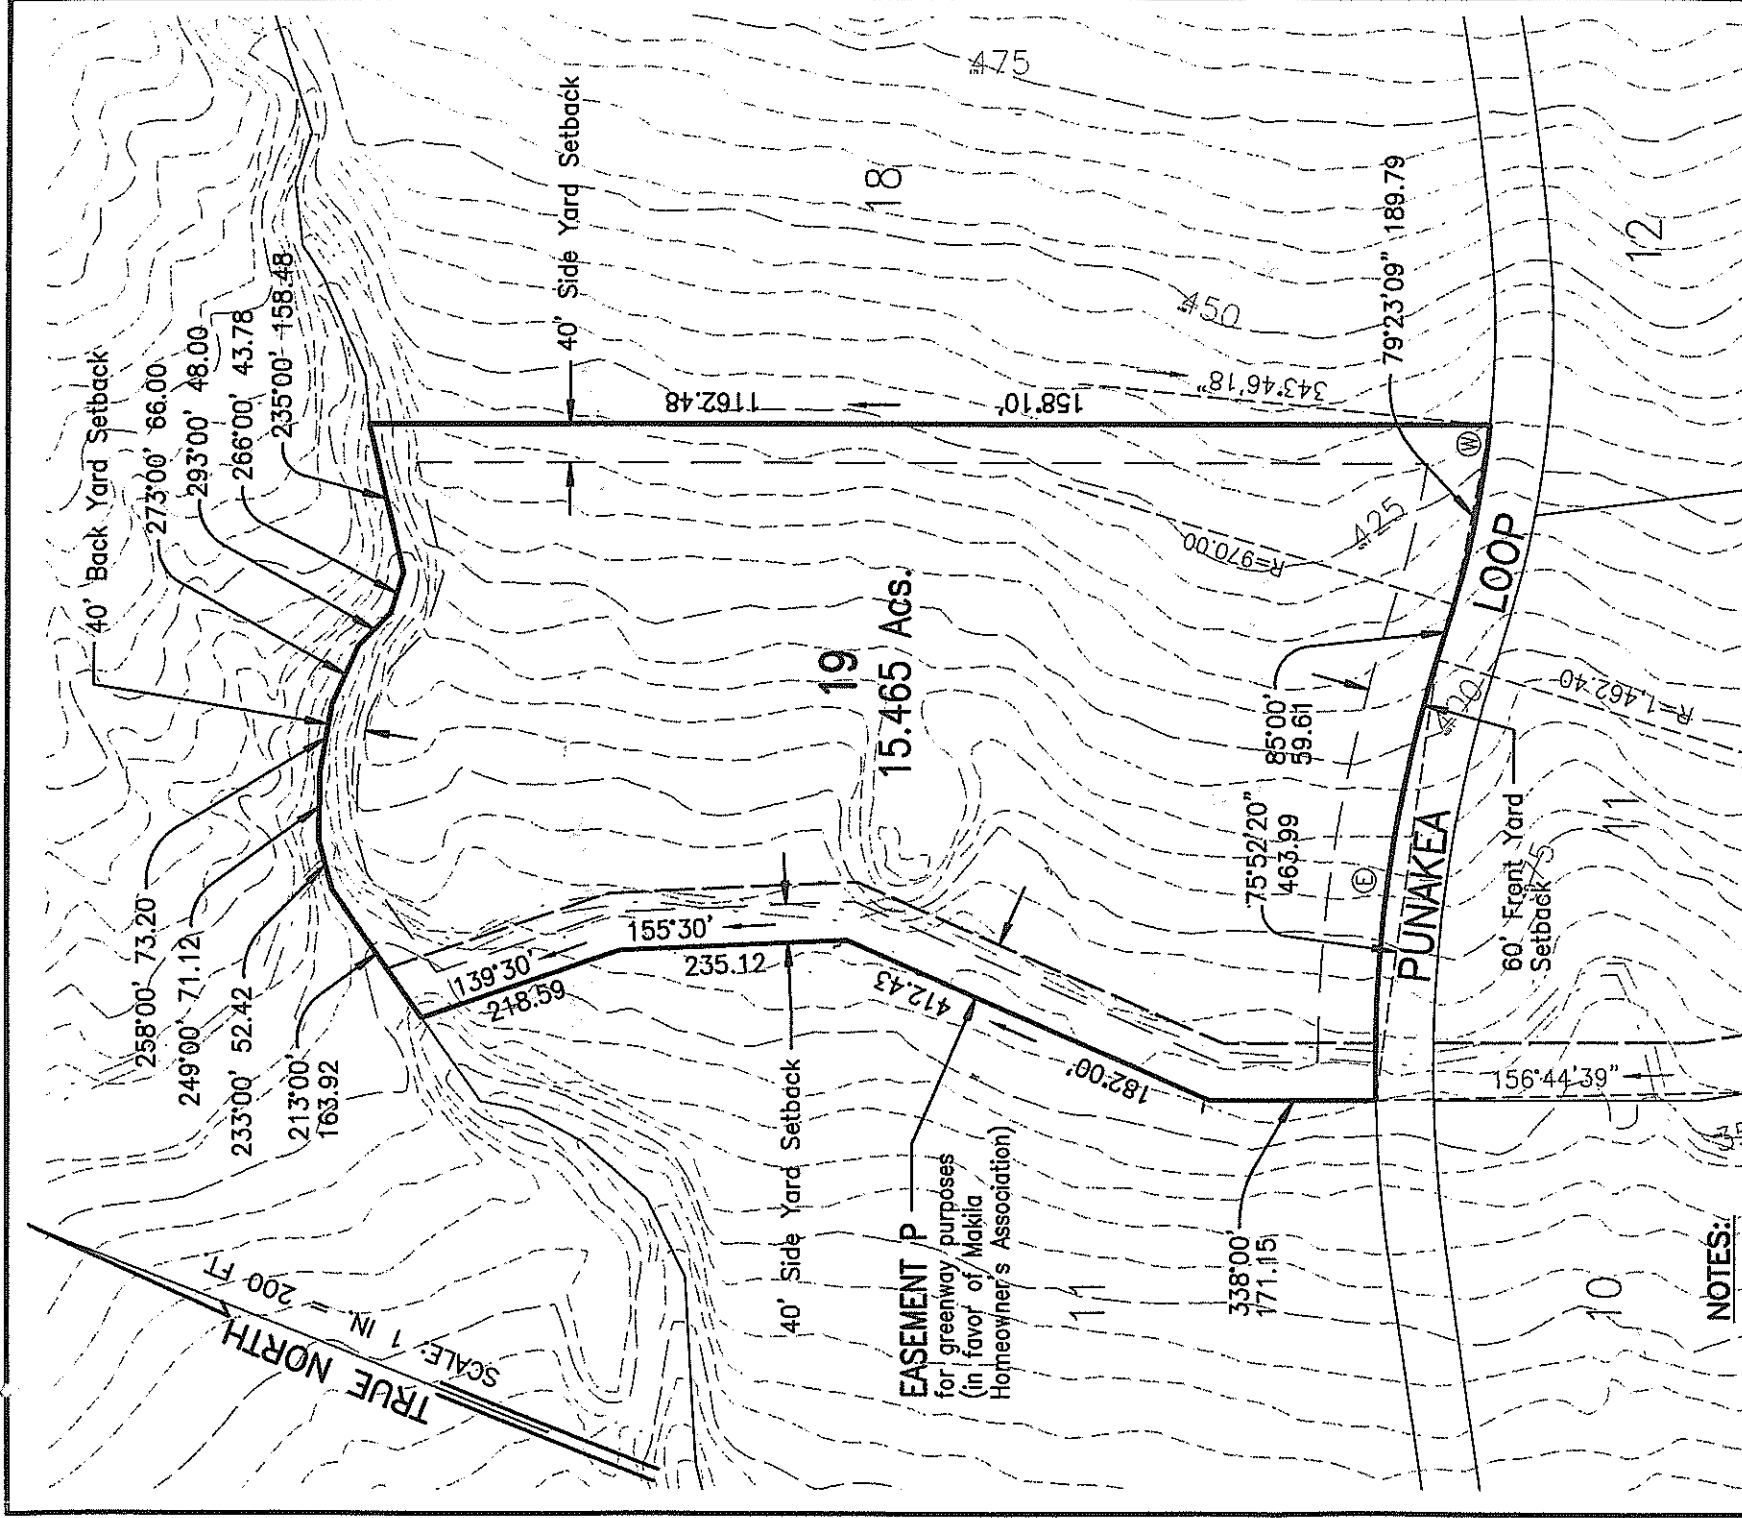 40' Back Yard Setback
273°00' 66.00
293°00' 48.00
266°00' 43.78
235°00' 158.48
258°00' 73.20
249°00' 71.12
233°00' 52.42
213°00'
163.92
TRUE NORTH
SCALE: 1 IN. = 200 FT
40' Side Yard Setback
475
18
450
1162.48
158°10'
343°46'18"
79°23'09" 189.79
12
139°30'
218.59
155°30'
235.12
40' Side Yard Setback
19
15.465 Acs.
R=970.00
425
W
412.43
182°00'
EASEMENT P
for greenway purposes
(in favor of Makila
Homeowner's Association)
11
338°00'
171.15
85°00'
59.61
75°52'20"
463.99
E
PUNAKEA LOOP
400
R=1,462.40
60' Front Yard
Setback
11
156°44'39"
10
NOTES: